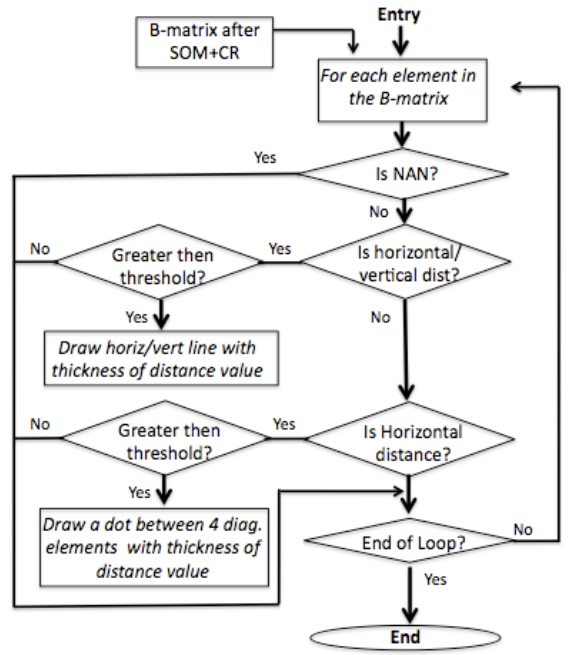 Entry
B-matrix after
SOM+CR
For each element in
the B-matrix
Yes
Is NAN?
No
No
Greater then
threshold?
Yes
Is horizontal/
vertical dist?
Yes
No
Draw horiz/vert line with
thickness of distance value
No
Greater then
threshold?
Yes
Is Horizontal
distance?
Yes
Draw a dot between 4 diag.
elements with thickness of
distance value
End of Loop?
No
Yes
End